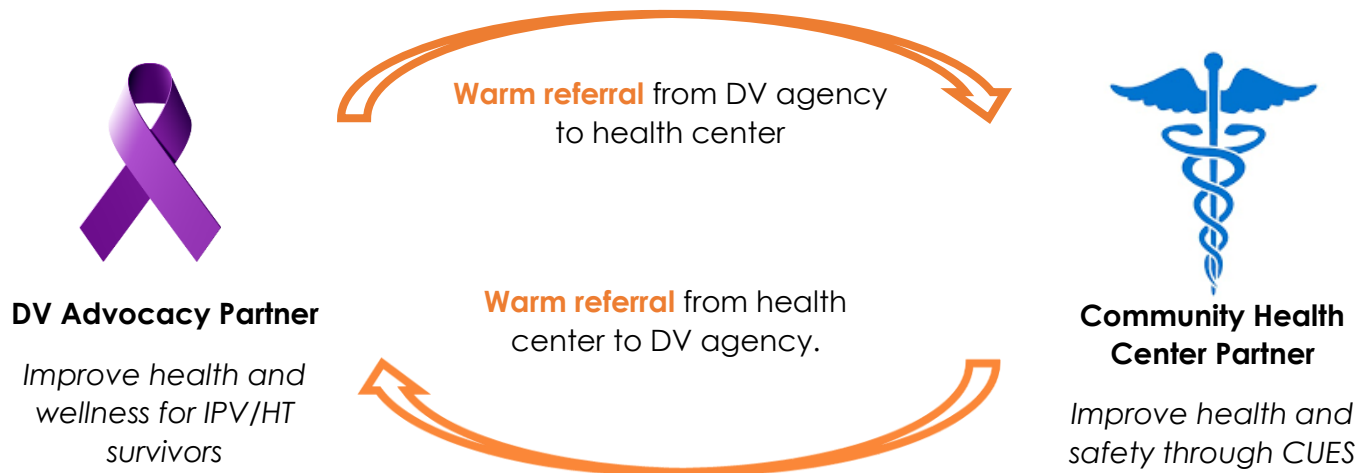 Warm referral from DV agency
to health center
DV Advocacy Partner
Improve health and
wellness for IPV/HT
survivors
Warm referral from health
center to DV agency.
Community Health
Center Partner
Improve health and
safety through CUES